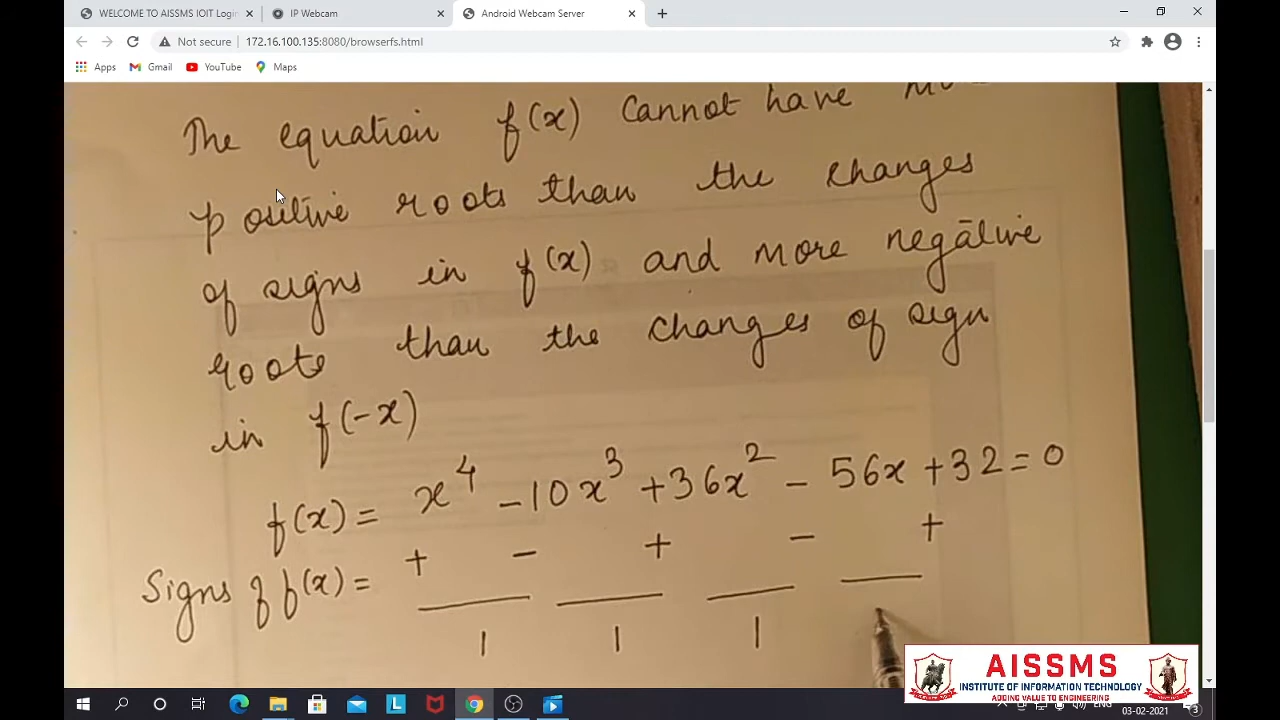 WELCOME TO AISSMS IOIT Login
IP Webcam
Android Webcam Server
Not secure
172.16.100.135:8080/browserfs.html
Apps
Gmail
YouTube
Maps
The equation f(x) Cannot have
positive roots than the changes
of signs in f(x) and more negative
roots than the changes of sign
in f(-x)
f(x) = x⁴ - 10x³ + 36x² - 56x + 32 = 0
Signs of f(x) = + - + - +
1 1 1
AISSMS
INSTITUTE OF INFORMATION TECHNOLOGY
ADDING VALUE TO ENGINEERING
ENG
03-02-2021
3